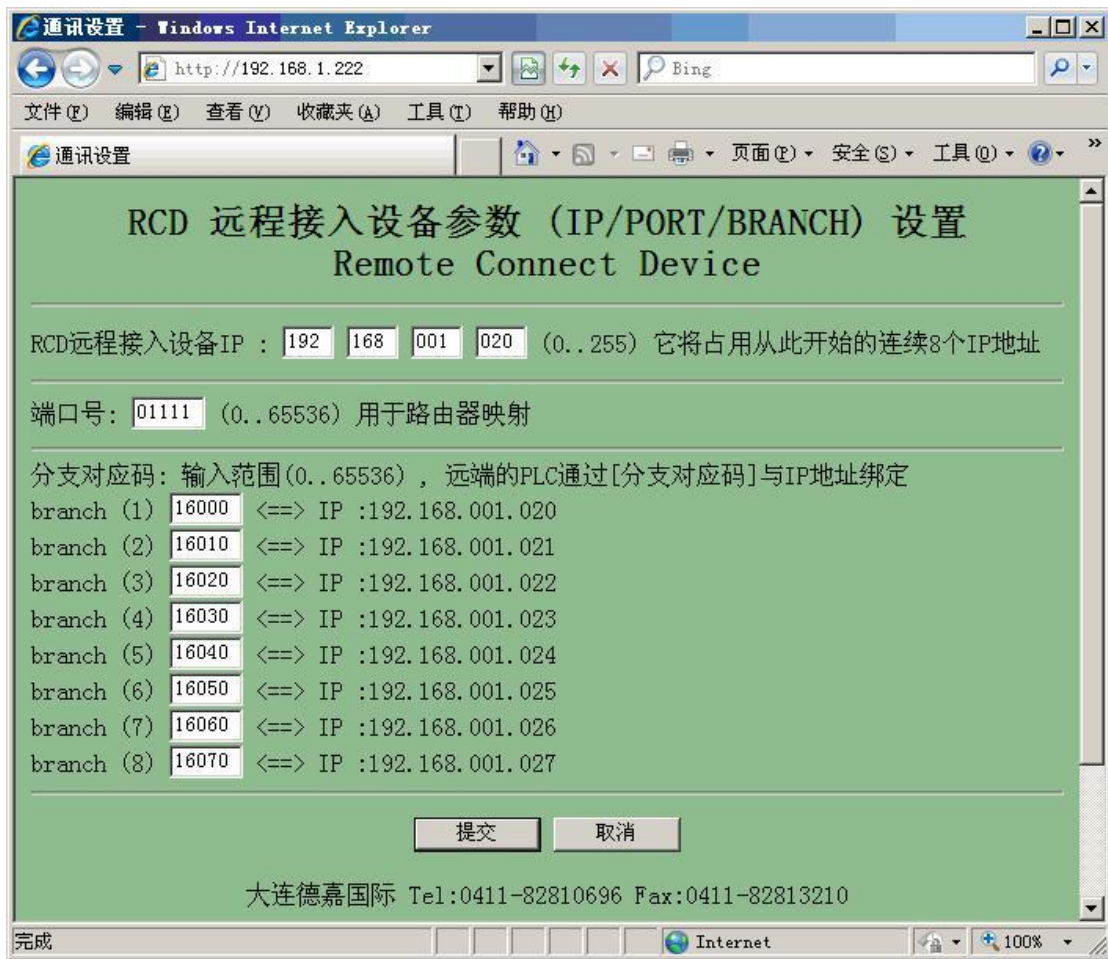 通讯设置 - Windows Internet Explorer
http://192.168.1.222 Bing
文件(F) 编辑(E) 查看(V) 收藏夹(A) 工具(T) 帮助(H)
通讯设置 页面(P) 安全(S) 工具(O) »
RCD 远程接入设备参数 (IP/PORT/BRANCH) 设置
Remote Connect Device
RCD远程接入设备IP : 192 168 001 020 (0..255) 它将占用从此开始的连续8个IP地址
端口号: 01111 (0..65536) 用于路由器映射
分支对应码: 输入范围(0..65536) , 远端的PLC通过[分支对应码]与IP地址绑定
branch (1) 16000 <==> IP :192.168.001.020
branch (2) 16010 <==> IP :192.168.001.021
branch (3) 16020 <==> IP :192.168.001.022
branch (4) 16030 <==> IP :192.168.001.023
branch (5) 16040 <==> IP :192.168.001.024
branch (6) 16050 <==> IP :192.168.001.025
branch (7) 16060 <==> IP :192.168.001.026
branch (8) 16070 <==> IP :192.168.001.027
提交 取消
大连德嘉国际 Tel:0411-82810696 Fax:0411-82813210
完成 Internet 100%